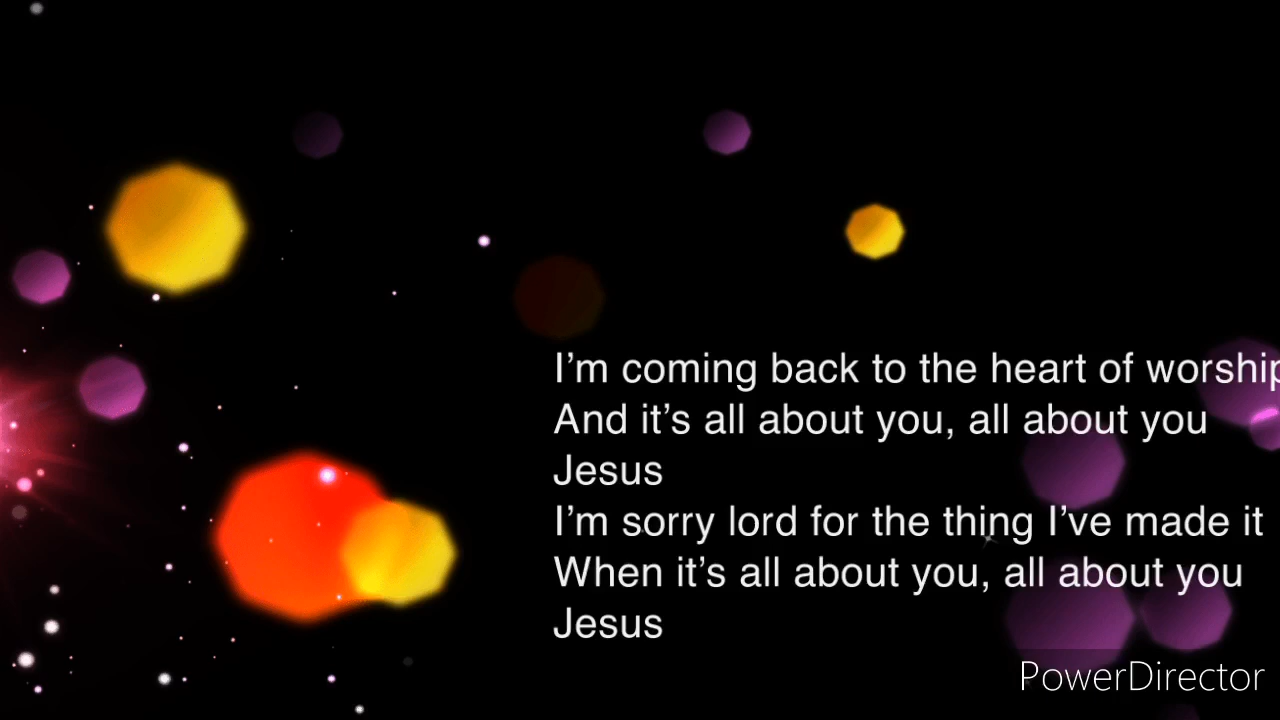 I’m coming back to the heart of worship
And it’s all about you, all about you
Jesus
I’m sorry lord for the thing I’ve made it
When it’s all about you, all about you
Jesus
PowerDirector